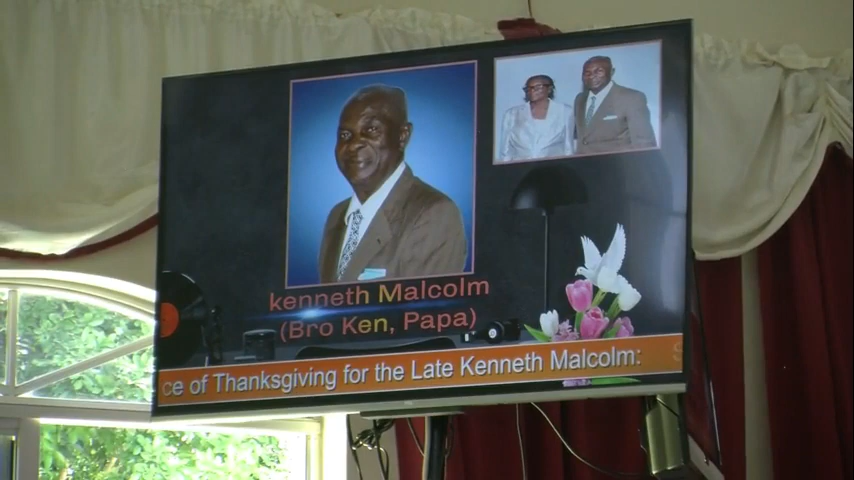 kenneth Malcolm
(Bro Ken, Papa)
ce of Thanksgiving for the Late Kenneth Malcolm: S